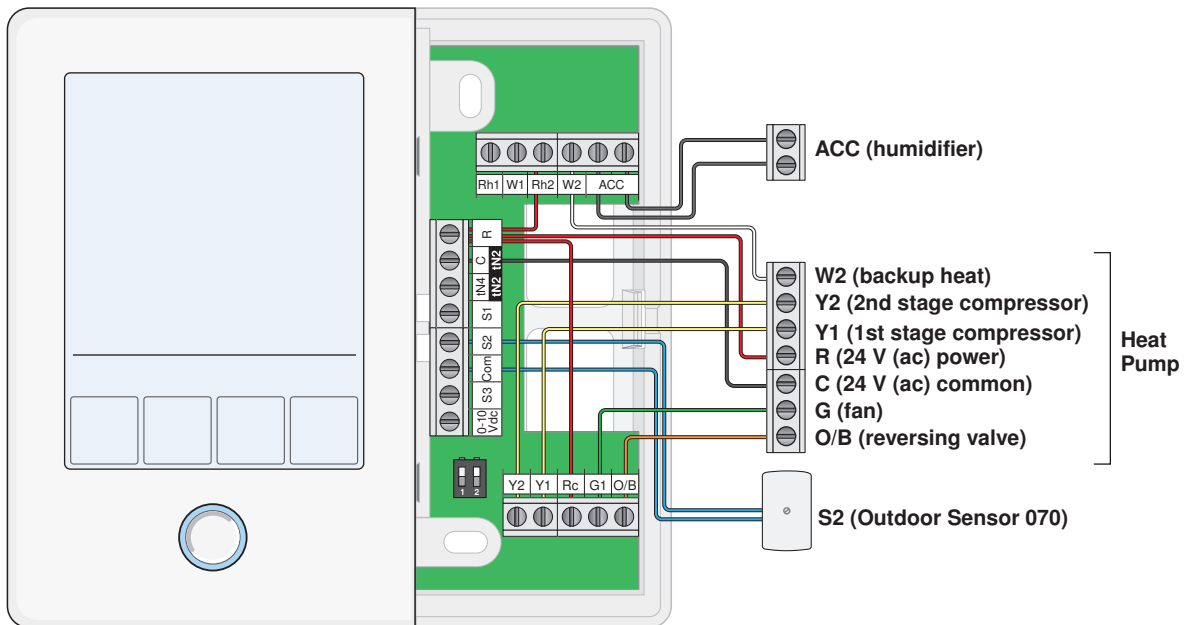 ACC (humidifier)
Rh1 W1 Rh2 W2 ACC
R
C tN2
tN4 tN2
S1
S2
Com
S3
0-10
Vdc
W2 (backup heat)
Y2 (2nd stage compressor)
Y1 (1st stage compressor)
R (24 V (ac) power)
C (24 V (ac) common)
G (fan)
O/B (reversing valve)
Heat
Pump
1 2
Y2 Y1 Rc G1 O/B
S2 (Outdoor Sensor 070)